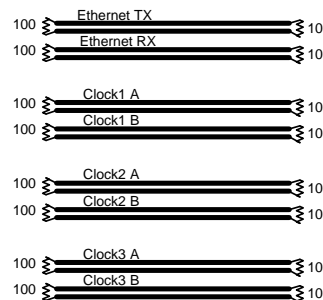 Ethernet TX
100 10
Ethernet RX
100 10
Clock1 A
100 10
Clock1 B
100 10
Clock2 A
100 10
Clock2 B
100 10
Clock3 A
100 10
Clock3 B
100 10